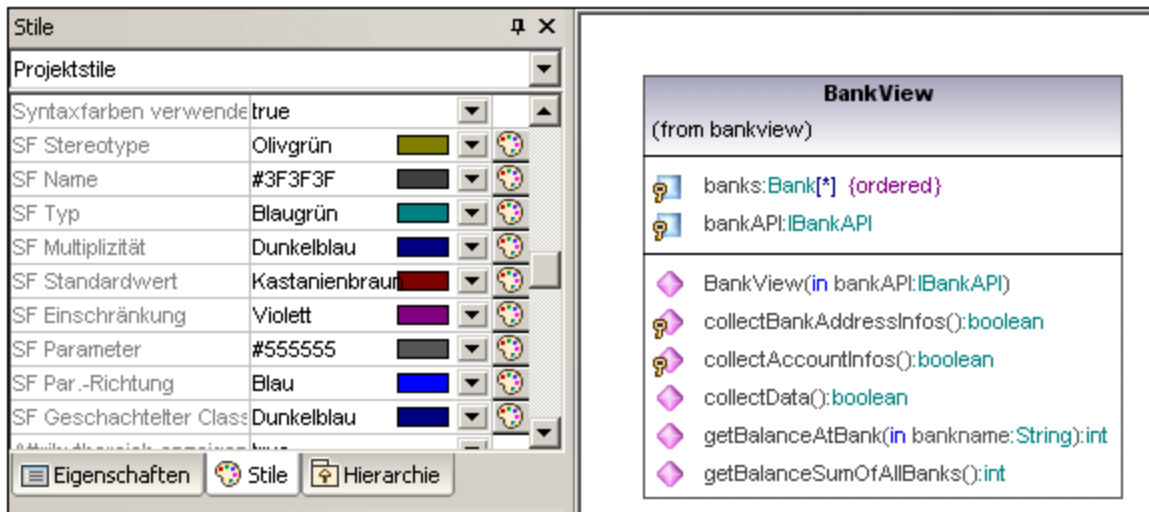 Stile
Projektstile
Syntaxfarben verwende true
SF Stereotype Olivgrün
SF Name #3F3F3F
SF Typ Blaugrün
SF Multiplizität Dunkelblau
SF Standardwert Kastanienbraun
SF Einschränkung Violett
SF Parameter #555555
SF Par.-Richtung Blau
SF Geschachtelter Class Dunkelblau
Eigenschaften Stile Hierarchie
BankView
(from bankview)
banks:Bank[*] {ordered}
bankAPI:IBankAPI
BankView(in bankAPI:IBankAPI)
collectBankAddressInfos():boolean
collectAccountInfos():boolean
collectData():boolean
getBalanceAtBank(in bankname:String):int
getBalanceSumOfAllBanks():int